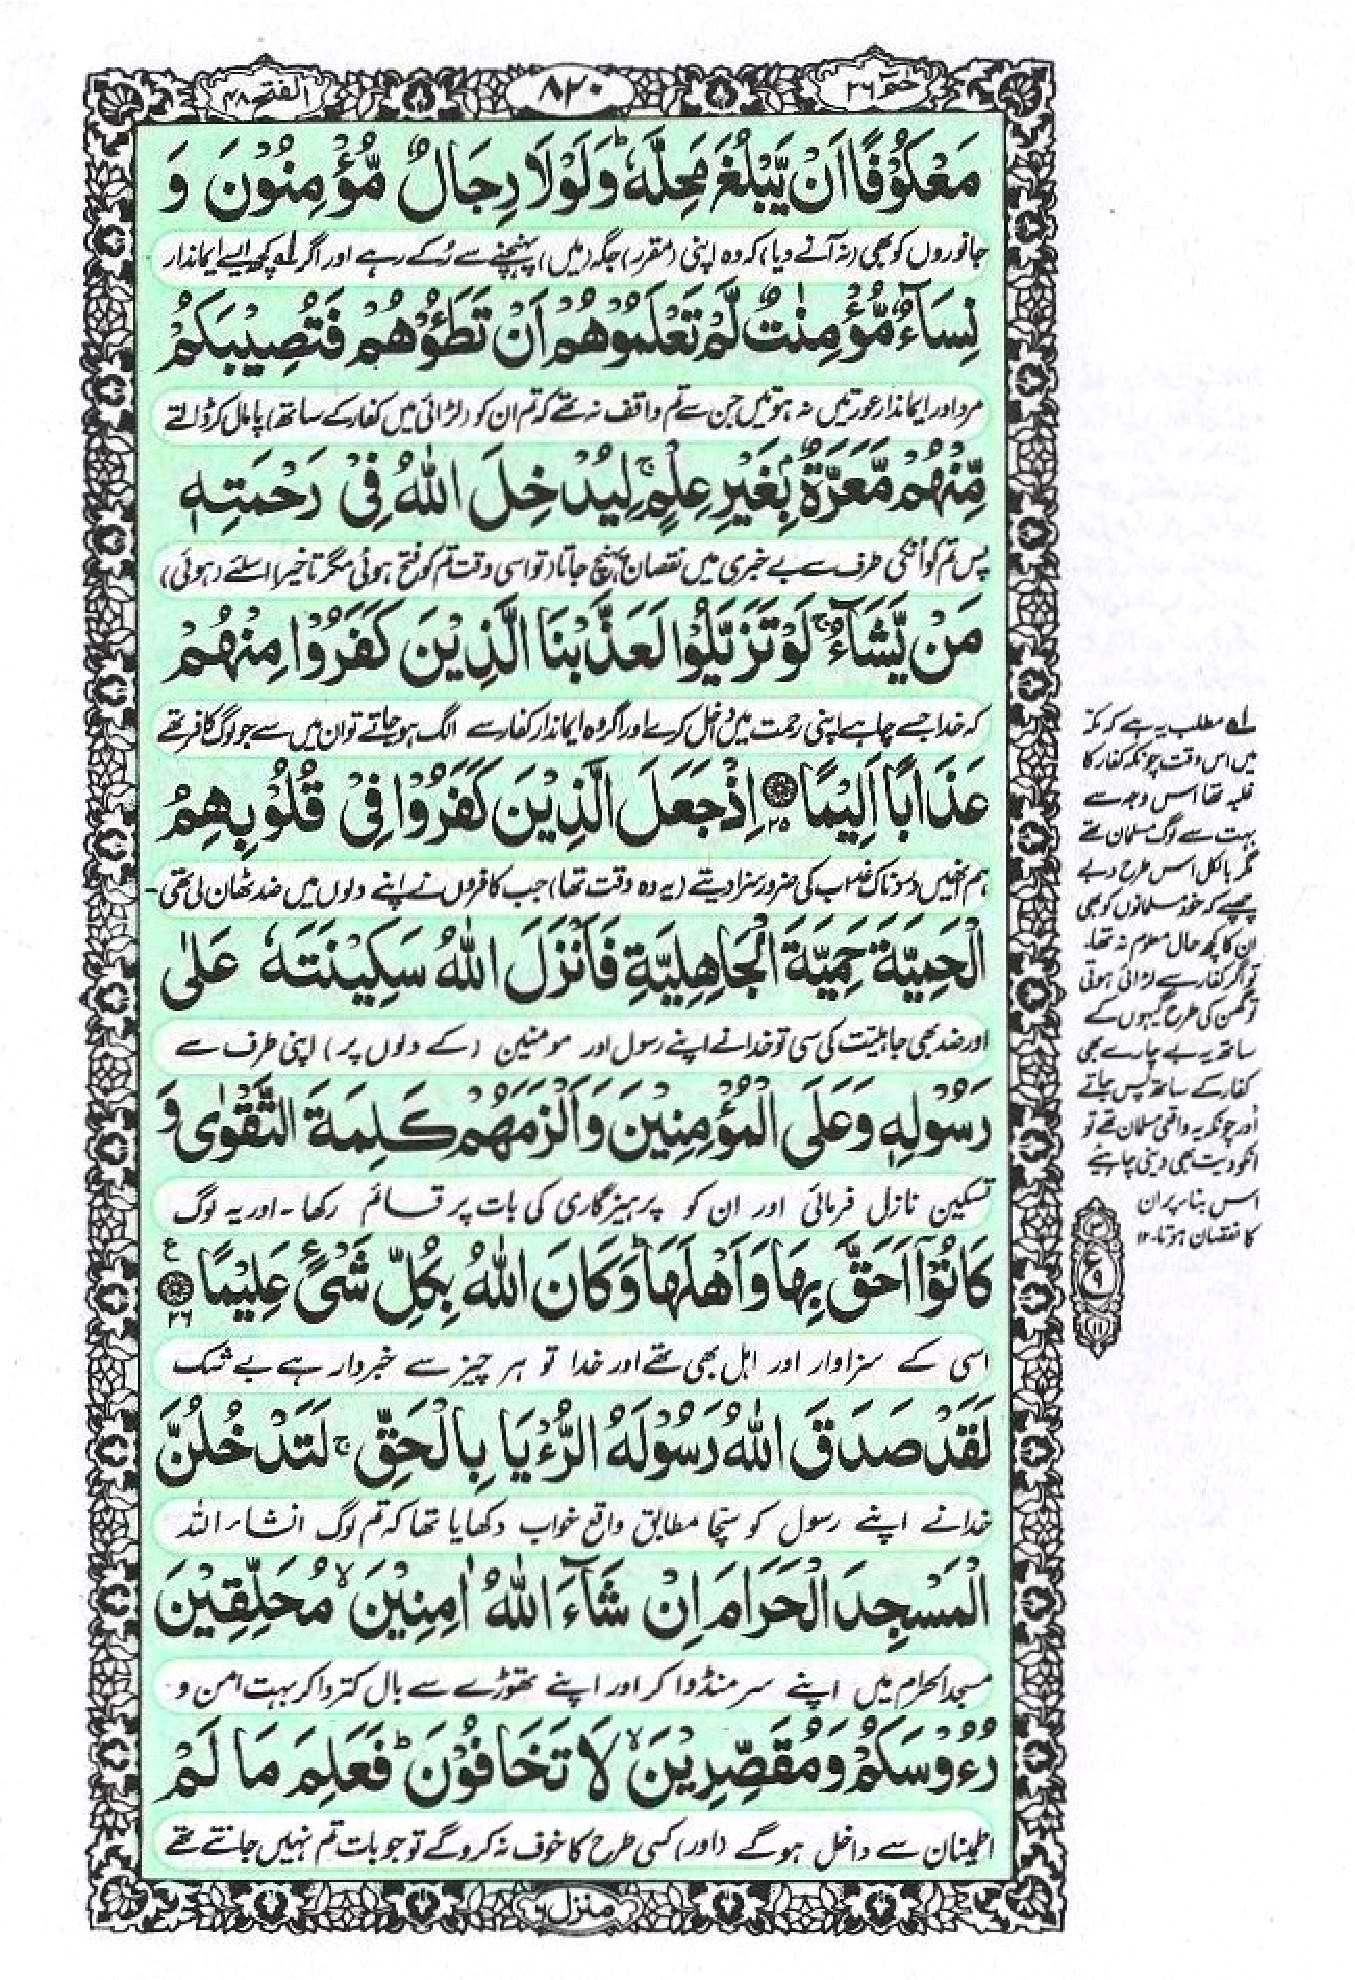 حٰمٓ ٢٦
٨٢٠
الفتح ٤٨
مَعۡكُوۡفًا اَنۡ يَّبۡلُغَ مَحِلَّهٗ ؕ وَلَوۡلَا رِجَالٌ مُّؤۡمِنُوۡنَ وَ
جانوروں کو بھی (نہ آنے دیا) کہ وہ اپنی (مقرر) جگہ (میں) پہنچنے سے رُکے رہے اور اگر لہ کچھ ایسے ایماندار
نِسَآءٌ مُّؤۡمِنٰتٌ لَّمۡ تَعۡلَمُوۡهُمۡ اَنۡ تَطَــُٔوۡهُمۡ فَتُصِيۡبَكُمۡ
مرد اور ایماندار عورتیں نہ ہوتیں جن سے تم واقف نہ تھے کہ تم ان کو (لڑائی میں کفار کے ساتھ) پامال کر ڈالتے
مِّنۡهُمۡ مَّعَرَّةٌۢ بِغَيۡرِ عِلۡمٍ ۚ لِيُدۡخِلَ اللّٰهُ فِىۡ رَحۡمَتِهٖ
پس تم کو اُنکی طرف سے بے خبری میں نقصان پہنچ جاتا (تو اسی وقت تم کو فتح ہوئی مگر تاخیر اسلئے (ہوئی)
مَنۡ يَّشَآءُ ۚ لَوۡ تَزَيَّلُوۡا لَعَذَّبۡنَا الَّذِيۡنَ كَفَرُوۡا مِنۡهُمۡ
کہ خدا جسے چاہے اپنی رحمت میں داخل کرے اور اگر وہ ایماندار کفار سے الگ ہو جاتے تو ان میں سے جو لوگ کافر تھے
عَذَابًا اَلِيۡمًا ۝٢٥ اِذۡ جَعَلَ الَّذِيۡنَ كَفَرُوۡا فِىۡ قُلُوۡبِهِمُ
ہم انھیں دردناک عذاب کی ضرور سزا دیتے (یہ وہ وقت تھا) جب کافروں نے اپنے دلوں میں ضد ٹھان لی تھی-
الۡحَمِيَّةَ حَمِيَّةَ الۡجَاهِلِيَّةِ فَاَنۡزَلَ اللّٰهُ سَكِيۡنَتَهٗ عَلٰى
اور ضد بھی جاہلیت کی سی تو خدا نے اپنے رسول اور مومنین (کے دلوں پر) اپنی طرف سے
رَسُوۡلِهٖ وَعَلَى الۡمُؤۡمِنِيۡنَ وَاَلۡزَمَهُمۡ كَلِمَةَ التَّقۡوٰى وَ
تسکین نازل فرمائی اور ان کو پرہیزگاری کی بات پر قائم رکھا - اور یہ لوگ
كَانُوۡۤا اَحَقَّ بِهَا وَاَهۡلَهَا ؕ وَكَانَ اللّٰهُ بِكُلِّ شَىۡءٍ عَلِيۡمًا ۝٢٦ ع
اسی کے سزاوار اور اہل بھی تھے اور خدا تو ہر چیز سے خبردار ہے بے شک
لَقَدۡ صَدَقَ اللّٰهُ رَسُوۡلَهُ الرُّءۡيَا بِالۡحَقِّ ۚ لَتَدۡخُلُنَّ
خدا نے اپنے رسول کو سچا مطابق واقع خواب دکھایا تھا کہ تم لوگ انشاء اللہ
الۡمَسۡجِدَ الۡحَرَامَ اِنۡ شَآءَ اللّٰهُ اٰمِنِيۡنَ ۙ مُحَلِّقِيۡنَ
مسجد الحرام میں اپنے سر منڈوا کر اور اپنے تھوڑے سے بال کتروا کر بہت امن و
رُءُوۡسَكُمۡ وَمُقَصِّرِيۡنَ ۙ لَا تَخَافُوۡنَ ؕ فَعَلِمَ مَا لَمۡ
اطمینان سے داخل ہوگے (اور) کسی طرح کا خوف نہ کروگے تو جو بات تم نہیں جانتے تھے
منزل ٦
لہ مطلب یہ ہے کہ مکہ
میں اس وقت چونکہ کفار کا
غلبہ تھا اس وجہ سے
بہت سے لوگ مسلمان تھے
مگر بالکل اس طرح دبے
چھپے کہ خود مسلمانوں کو بھی
ان کا کچھ حال معلوم نہ تھا-
تو اگر کفار سے لڑائی ہوتی
تو گھن کی طرح گیہوں کے
ساتھ یہ بے چارے بھی
کفار کے ساتھ پس جاتے
اور چونکہ یہ واقعی مسلمان تھے تو
انکو دیت بھی دینی چاہیے
اس بناء پر ان
کا نقصان ہوتا-١٢
٣
ع
٩
١١